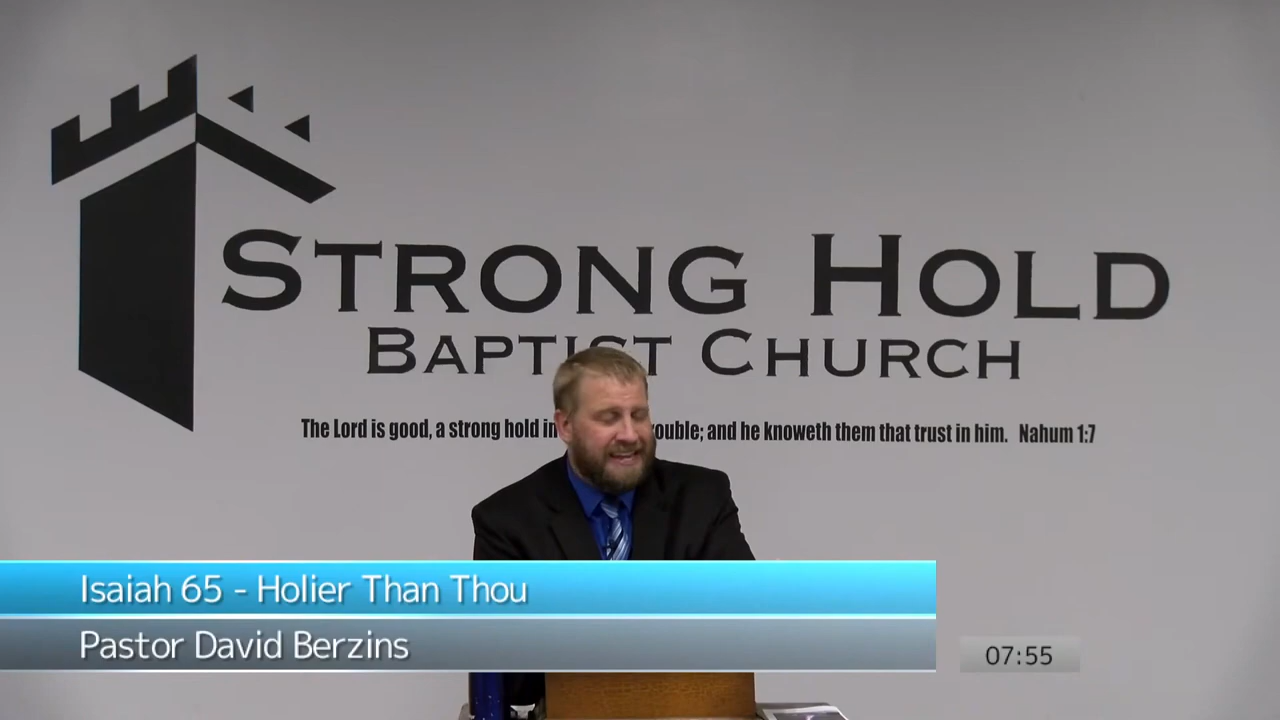 STRONG HOLD
BAPTIST CHURCH
The Lord is good, a strong hold in ouble; and he knoweth them that trust in him. Nahum 1:7
Isaiah 65 - Holier Than Thou
Pastor David Berzins
07:55